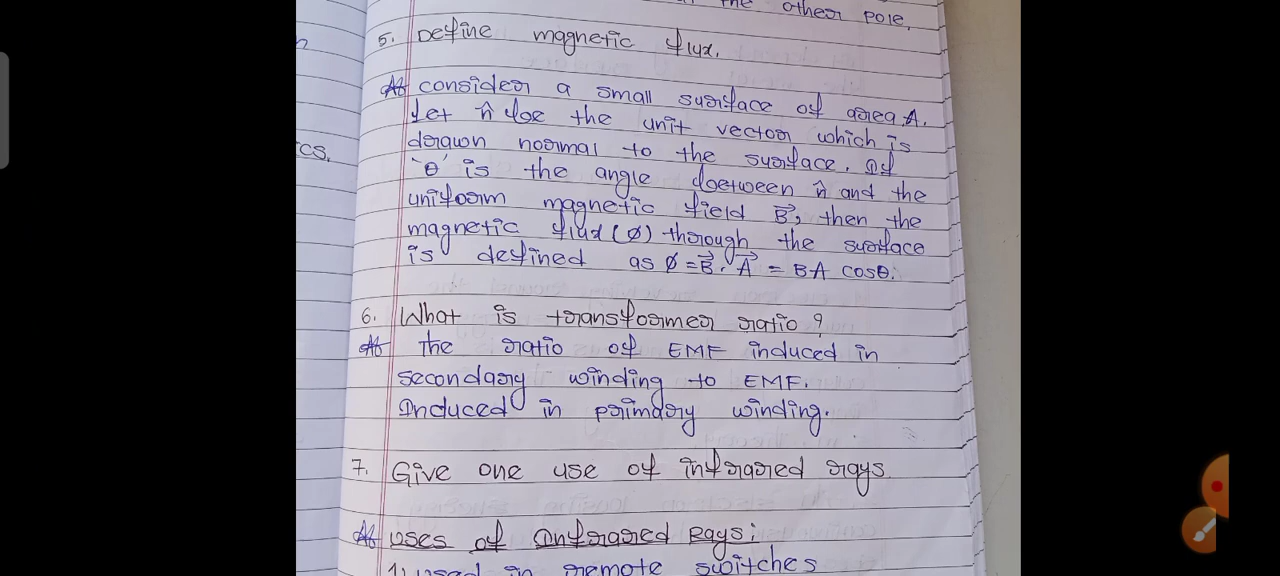 the other pole.
5. Define magnetic flux.
A) consider a small surface of area A.
let n̂ be the unit vector which is
cs.
drawn normal to the surface. If
'θ' is the angle between n̂ and the
uniform magnetic field B⃗, then the
magnetic flux (Ø) through the surface
is defined as Ø = B⃗. A⃗ = BA cosθ.
6. What is transformer ratio?
A) the ratio of EMF induced in
secondary winding to EMF.
Induced in primary winding.
7. Give one use of infrared rays.
A) uses of Infrared Rays:
1) used in remote switches